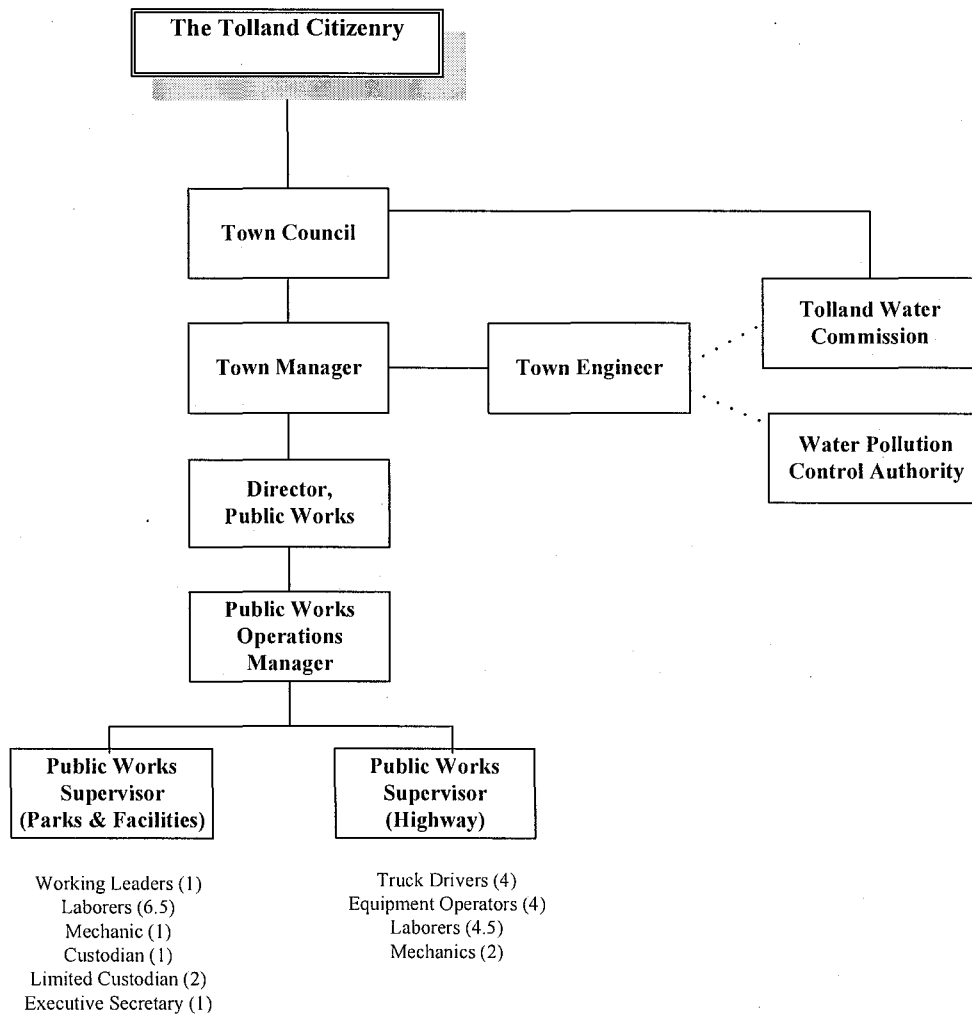 The Tolland Citizenry
Town Council
Tolland Water
Commission
Town Manager
Town Engineer
Water Pollution
Control Authority
Director,
Public Works
Public Works
Operations
Manager
Public Works
Supervisor
(Parks & Facilities)
Public Works
Supervisor
(Highway)
Working Leaders (1)
Laborers (6.5)
Mechanic (1)
Custodian (1)
Limited Custodian (2)
Executive Secretary (1)
Truck Drivers (4)
Equipment Operators (4)
Laborers (4.5)
Mechanics (2)